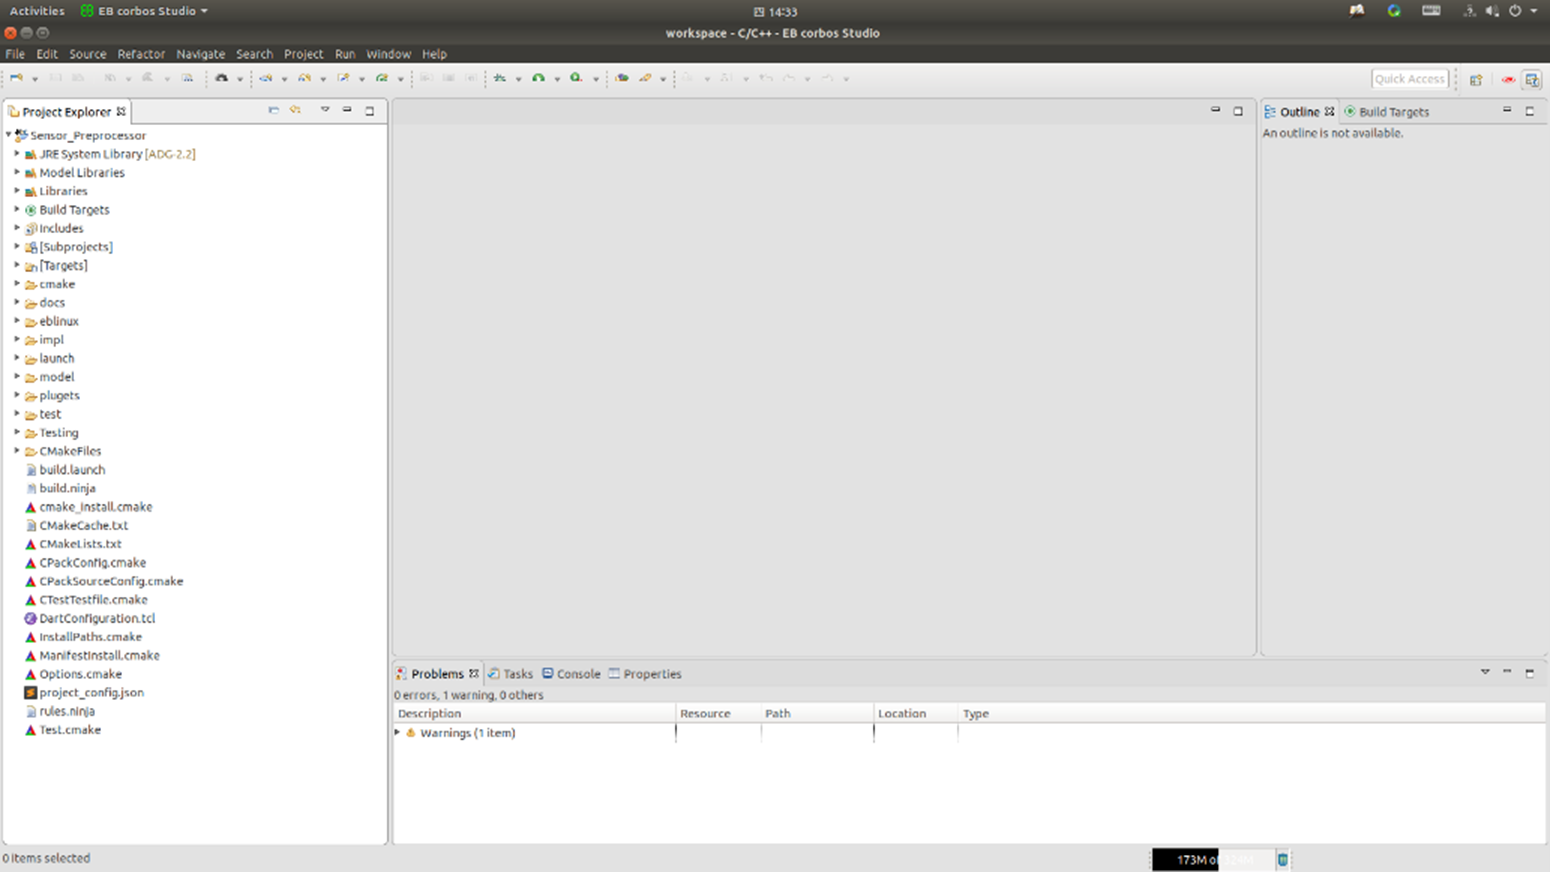 Activities EB corbos Studio 14:33
workspace - C/C++ - EB corbos Studio
File Edit Source Refactor Navigate Search Project Run Window Help
Quick Access
Project Explorer
Outline Build Targets
An outline is not available.
Sensor_Preprocessor
JRE System Library [ADG-2.2]
Model Libraries
Libraries
Build Targets
Includes
[Subprojects]
[Targets]
cmake
docs
eblinux
impl
launch
model
plugets
test
Testing
CMakeFiles
build.launch
build.ninja
cmake_install.cmake
CMakeCache.txt
CMakeLists.txt
CPackConfig.cmake
CPackSourceConfig.cmake
CTestTestfile.cmake
DartConfiguration.tcl
InstallPaths.cmake
ManifestInstall.cmake
Options.cmake
project_config.json
rules.ninja
Test.cmake
Problems Tasks Console Properties
0 errors, 1 warning, 0 others
Description Resource Path Location Type
Warnings (1 item)
0 items selected
173M of